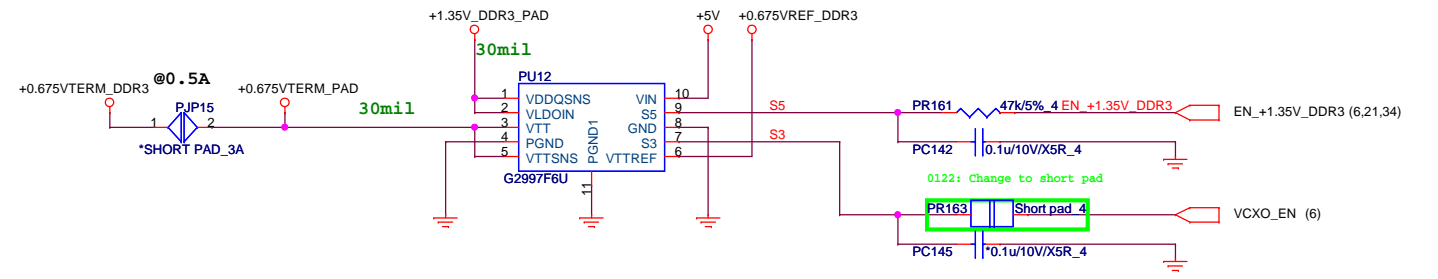 +1.35V_DDR3_PAD
+5V
+0.675VREF_DDR3
30mil
@0.5A
+0.675VTERM_DDR3
+0.675VTERM_PAD
PU12
PJP15
30mil
1
2
*SHORT PAD_3A
1 VDDQSNS VIN 10
2 VLDOIN S5 9
3 VTT GND 8
4 PGND S3 7
5 VTTSNS VTTREF 6
PGND1
11
G2997F6U
S5
PR161 47k/5%_4 EN_+1.35V_DDR3
EN_+1.35V_DDR3 (6,21,34)
S3
PC142 0.1u/10V/X5R_4
0122: Change to short pad
PR163 Short pad_4
VCXO_EN (6)
PC145 *0.1u/10V/X5R_4